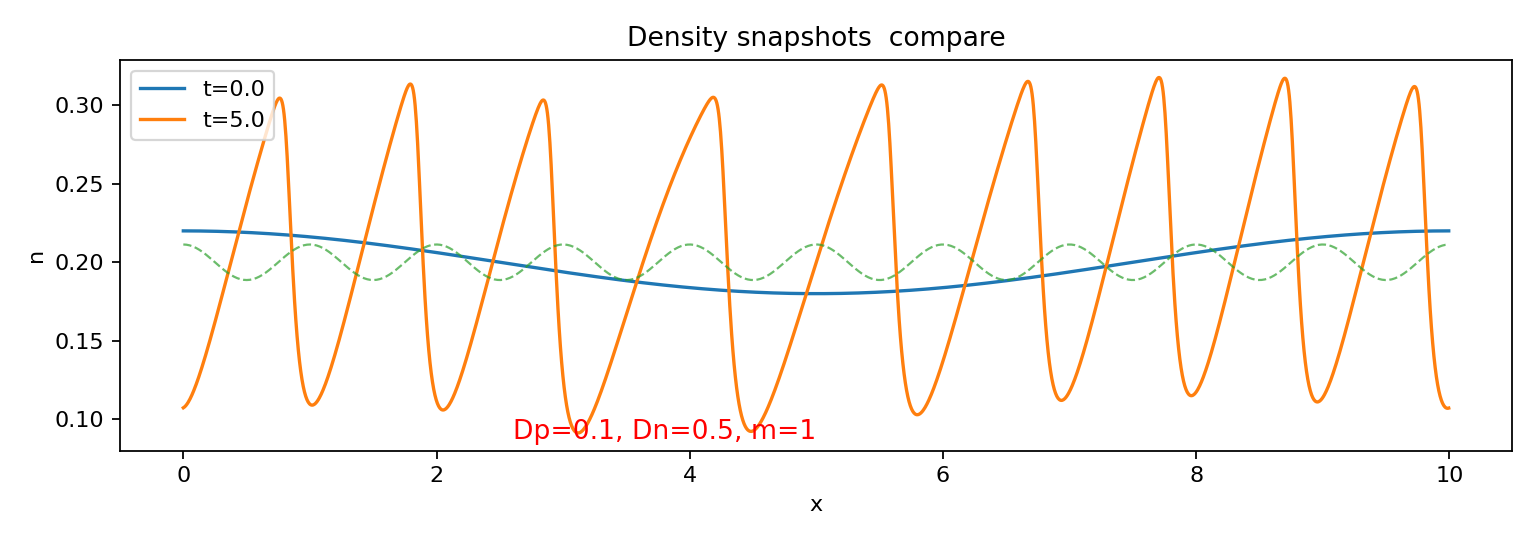 Density snapshots  compare
t=0.0
t=5.0
n
0.30
0.25
0.20
0.15
0.10
Dp=0.1, Dn=0.5, m=1
0 2 4 6 8 10
x